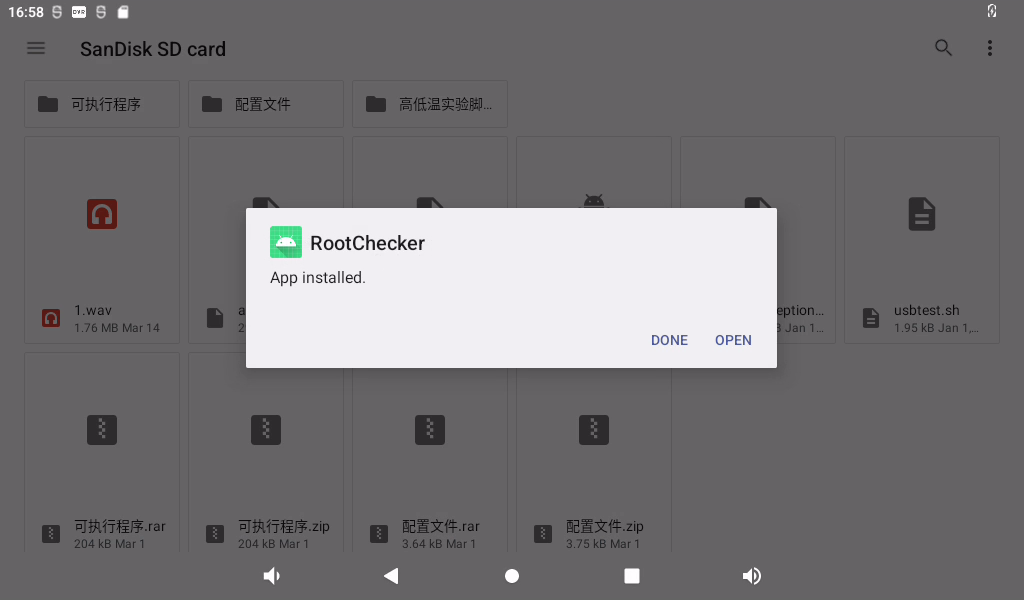 16:58
DVR
SanDisk SD card
可执行程序
配置文件
高低温实验脚…
RootChecker
App installed.
DONE
OPEN
1.wav
1.76 MB Mar 14
eption…
Jan 1…
usbtest.sh
1.95 kB Jan 1,…
可执行程序.rar
204 kB Mar 1
可执行程序.zip
204 kB Mar 1
配置文件.rar
3.64 kB Mar 1
配置文件.zip
3.75 kB Mar 1